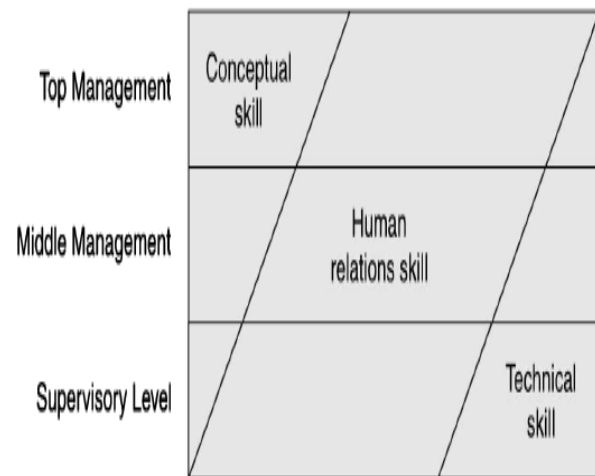 Top Management
Conceptual
skill
Middle Management
Human
relations skill
Supervisory Level
Technical
skill